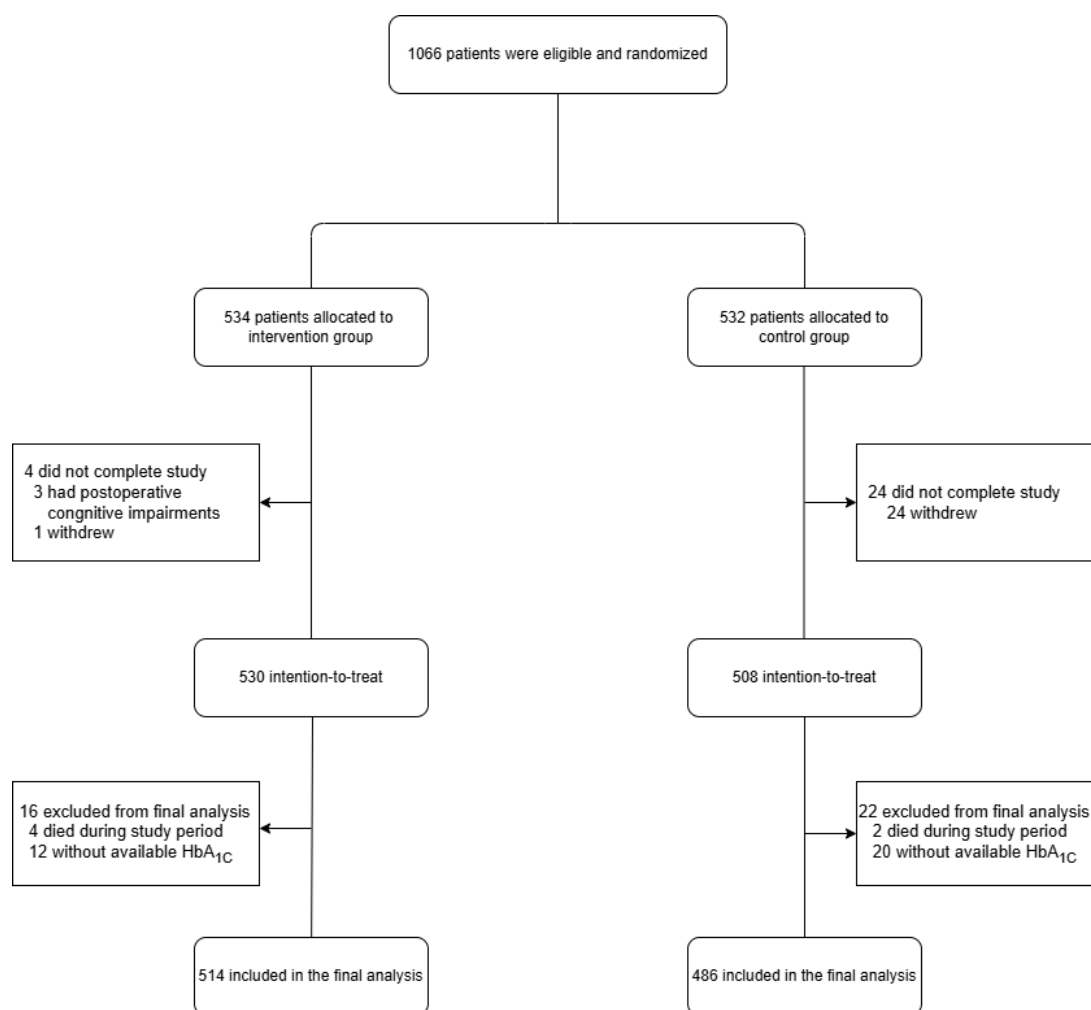 1066 patients were eligible and randomized
534 patients allocated to
intervention group
532 patients allocated to
control group
4 did not complete study
3 had postoperative
congnitive impairments
1 withdrew
24 did not complete study
24 withdrew
530 intention-to-treat
508 intention-to-treat
16 excluded from final analysis
4 died during study period
12 without available HbA1C
22 excluded from final analysis
2 died during study period
20 without available HbA1C
514 included in the final analysis
486 included in the final analysis